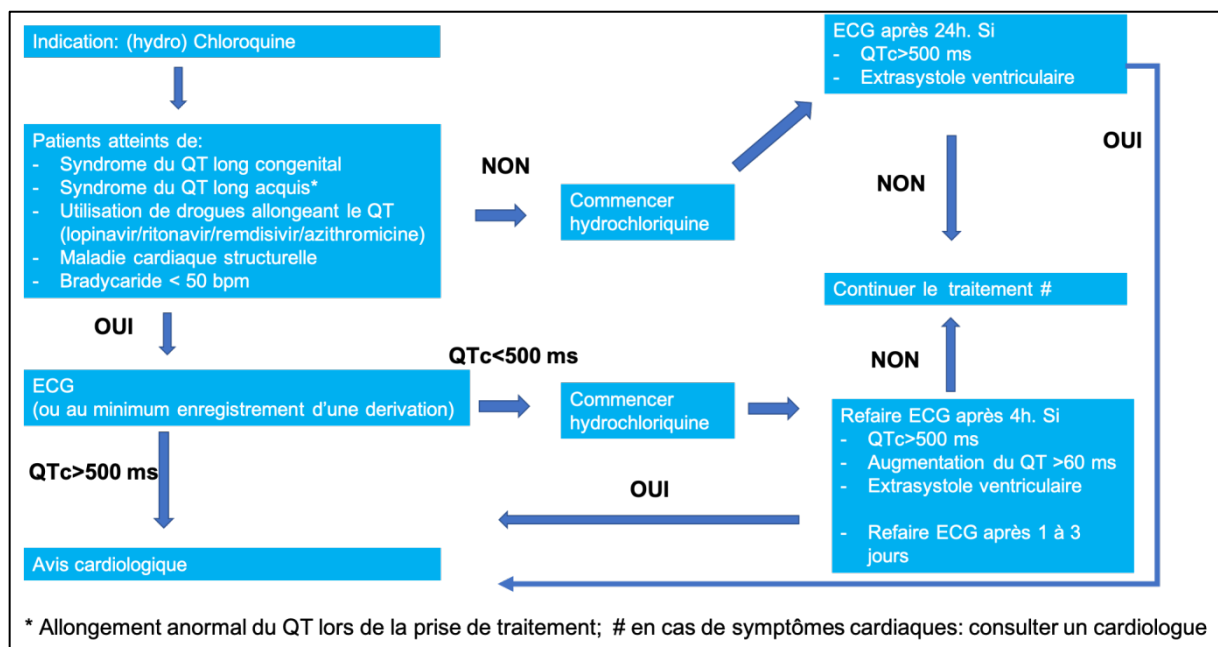 Indication: (hydro) Chloroquine
Patients atteints de:
- Syndrome du QT long congenital
- Syndrome du QT long acquis*
- Utilisation de drogues allongeant le QT
(lopinavir/ritonavir/remdisivir/azithromicine)
- Maladie cardiaque structurelle
- Bradycaride < 50 bpm
NON
Commencer
hydrochloriquine
ECG après 24h. Si
- QTc>500 ms
- Extrasystole ventriculaire
OUI
NON
Continuer le traitement #
OUI
ECG
(ou au minimum enregistrement d'une derivation)
QTc<500 ms
Commencer
hydrochloriquine
NON
Refaire ECG après 4h. Si
- QTc>500 ms
- Augmentation du QT >60 ms
- Extrasystole ventriculaire
- Refaire ECG après 1 à 3
jours
OUI
QTc>500 ms
Avis cardiologique
* Allongement anormal du QT lors de la prise de traitement; # en cas de symptômes cardiaques: consulter un cardiologue